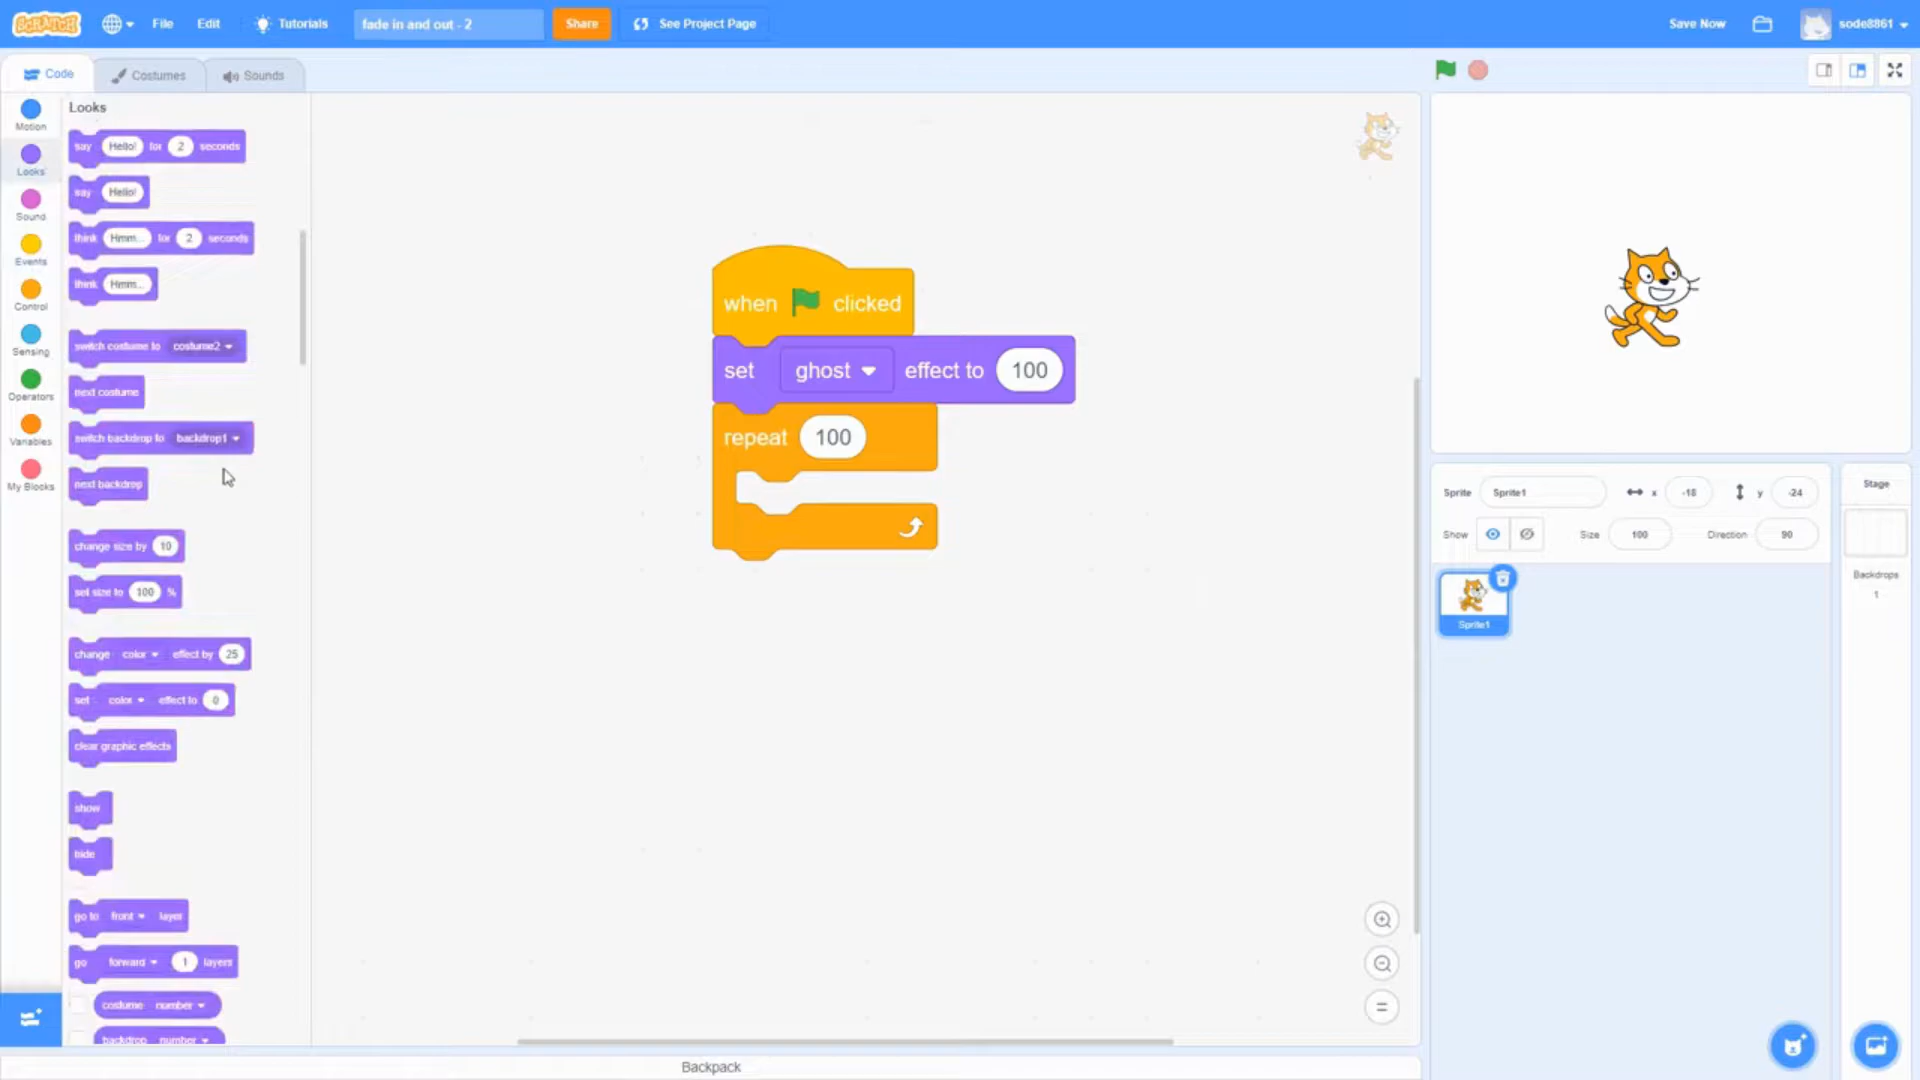 SCRATCH File Edit Tutorials fade in and out - 2 Share See Project Page Save Now sode8861
Code Costumes Sounds
Motion
Looks
Sound
Events
Control
Sensing
Operators
Variables
My Blocks
Looks
say Hello! for 2 seconds
say Hello!
think Hmm... for 2 seconds
think Hmm...
switch costume to costume2
next costume
switch backdrop to backdrop1
next backdrop
change size by 10
set size to 100 %
change color effect by 25
set color effect to 0
clear graphic effects
show
hide
go to front layer
go forward 1 layers
costume number
backdrop number
when clicked
set ghost effect to 100
repeat 100
Sprite Sprite1 x -18 y -24
Show Size 100 Direction 90
Sprite1
Stage
Backdrops
1
Backpack